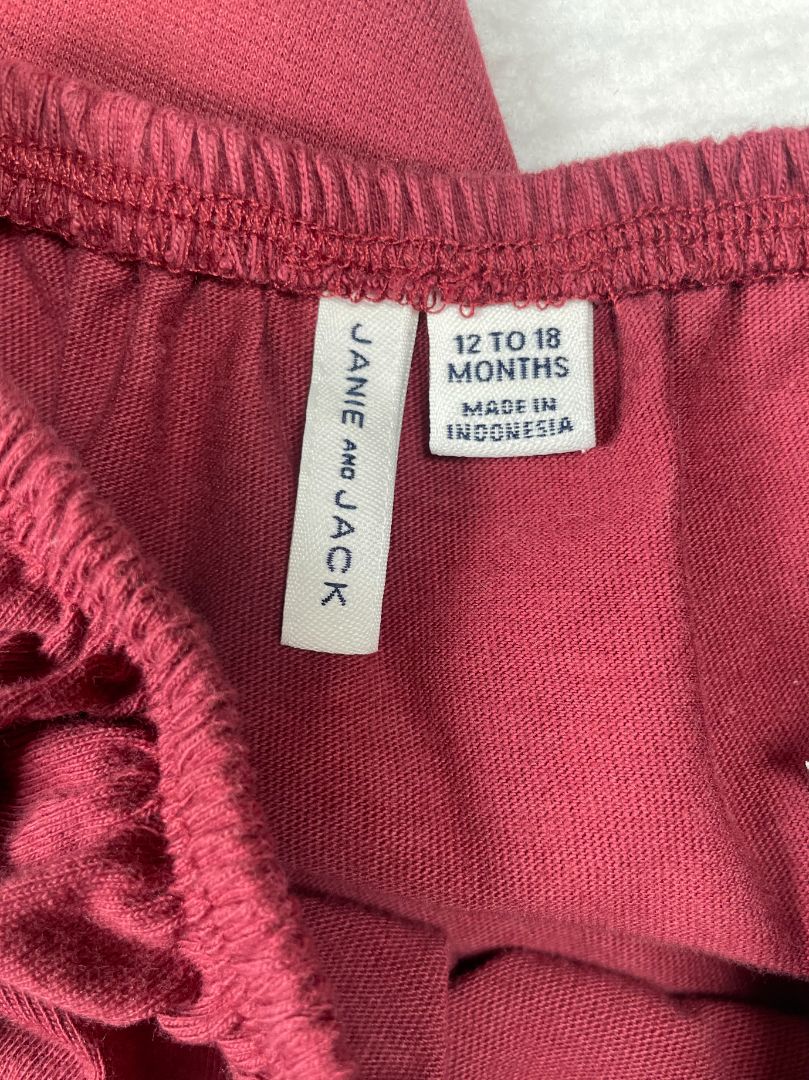 JANIE AND JACK
12 TO 18
MONTHS
MADE IN
INDONESIA